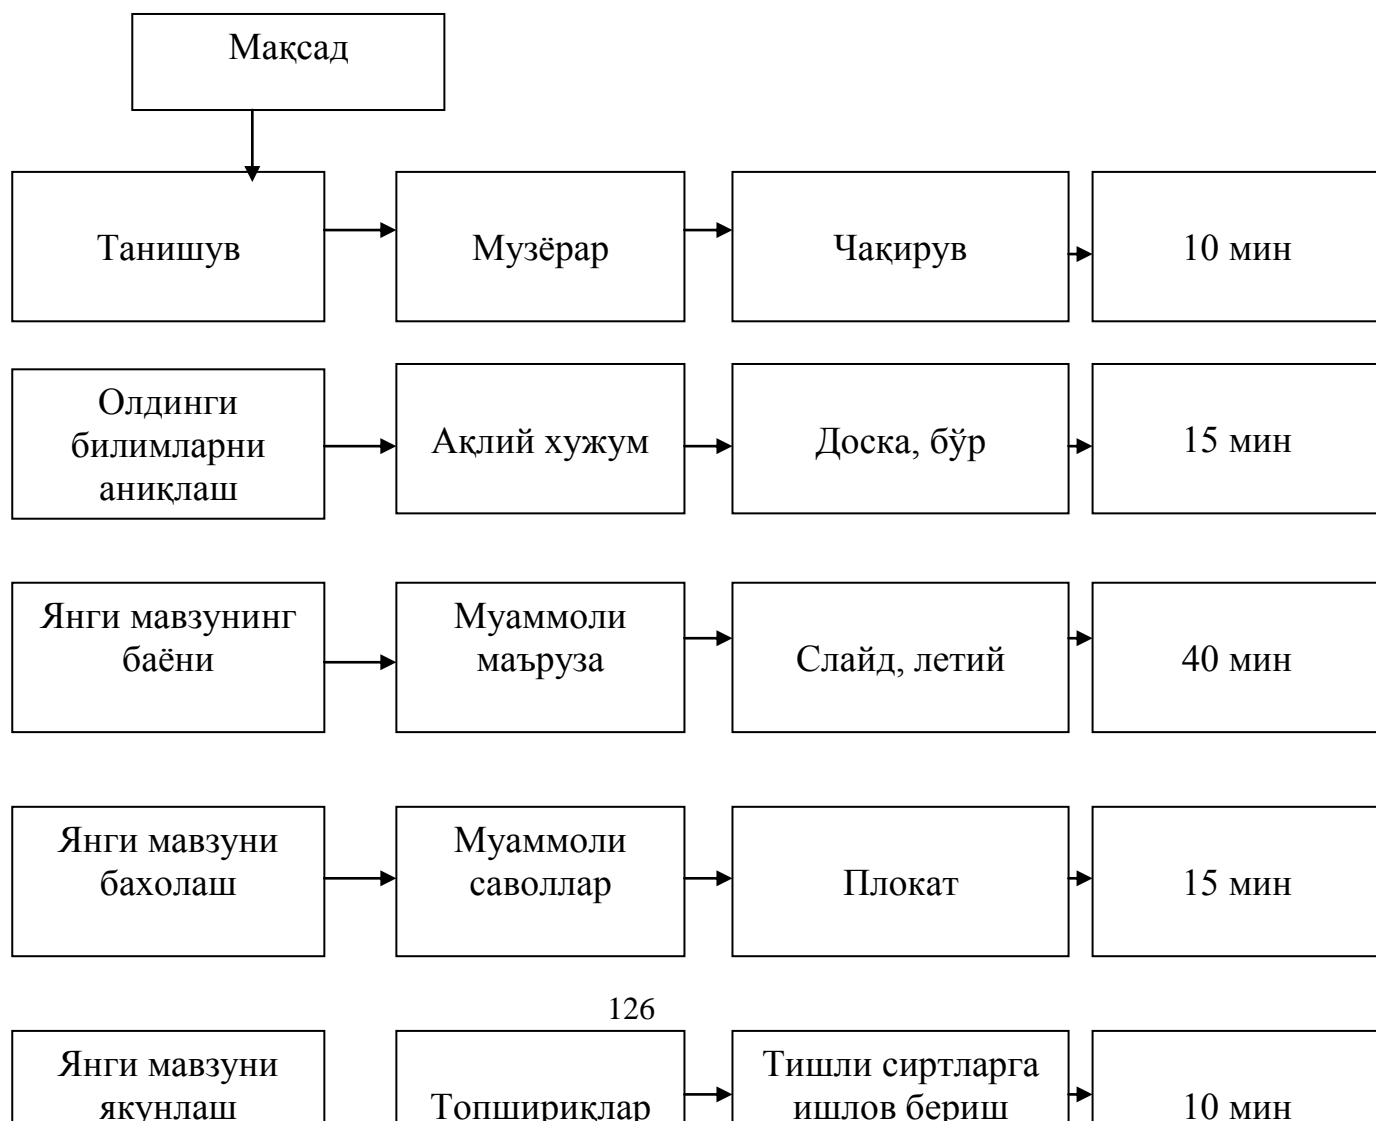 Мақсад
Танишув
Музёрар
Чақирув
10 мин
Олдинги
билимларни
аниқлаш
Ақлий хужум
Доска, бўр
15 мин
Янги мавзунинг
баёни
Муаммоли
маъруза
Слайд, летий
40 мин
Янги мавзуни
бахолаш
Муаммоли
саволлар
Плокат
15 мин
126
Янги мавзуни
якунлаш
Топшириқлар
Тишли сиртларга
ишлов бериш
10 мин